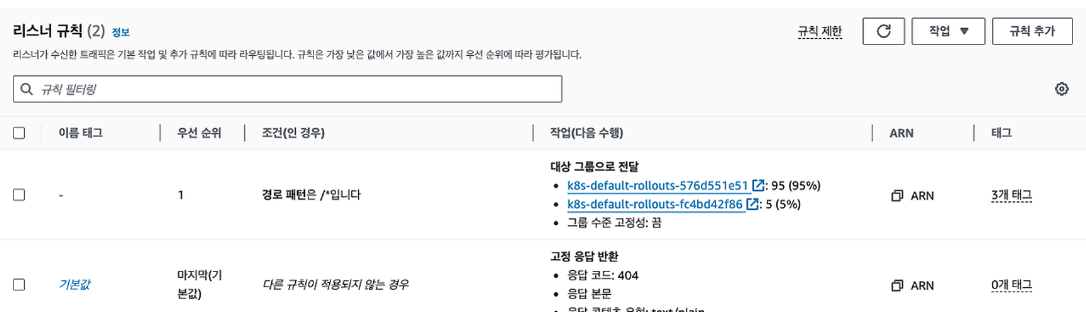 리스너 규칙 (2) 정보
규칙 제한
작업
규칙 추가
리스너가 수신한 트래픽은 기본 작업 및 추가 규칙에 따라 라우팅됩니다. 규칙은 가장 낮은 값에서 가장 높은 값까지 우선 순위에 따라 평가됩니다.
규칙 필터링
이름 태그 우선 순위 조건(인 경우) 작업(다음 수행) ARN 태그
- 1 경로 패턴은 /*입니다
대상 그룹으로 전달
• k8s-default-rollouts-576d551e51: 95 (95%)
• k8s-default-rollouts-fc4bd42f86: 5 (5%)
• 그룹 수준 고정성: 끔
ARN 3개 태그
기본값
마지막(기
본값)
다른 규칙이 적용되지 않는 경우
고정 응답 반환
• 응답 코드: 404
• 응답 본문
• 응답 콘텐츠 유형: text/plain
ARN 0개 태그